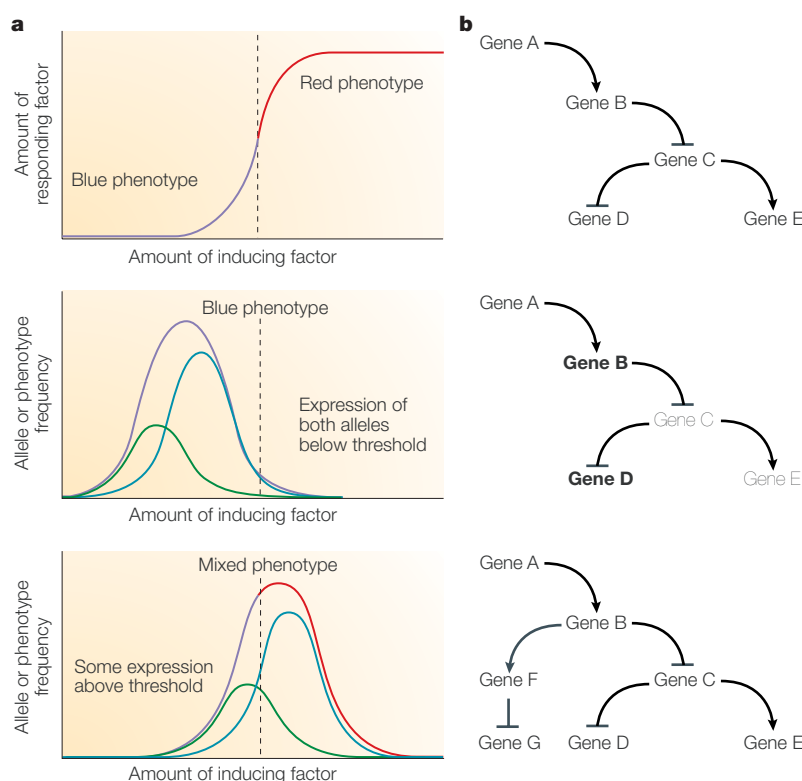 a
Amount of
responding factor
Red phenotype
Blue phenotype
Amount of inducing factor
Allele or phenotype
frequency
Blue phenotype
Expression of
both alleles
below threshold
Amount of inducing factor
Allele or phenotype
frequency
Mixed phenotype
Some expression
above threshold
Amount of inducing factor
b
Gene A
Gene B
Gene C
Gene D
Gene E
Gene A
Gene B
Gene C
Gene D
Gene E
Gene A
Gene B
Gene F
Gene C
Gene G
Gene D
Gene E